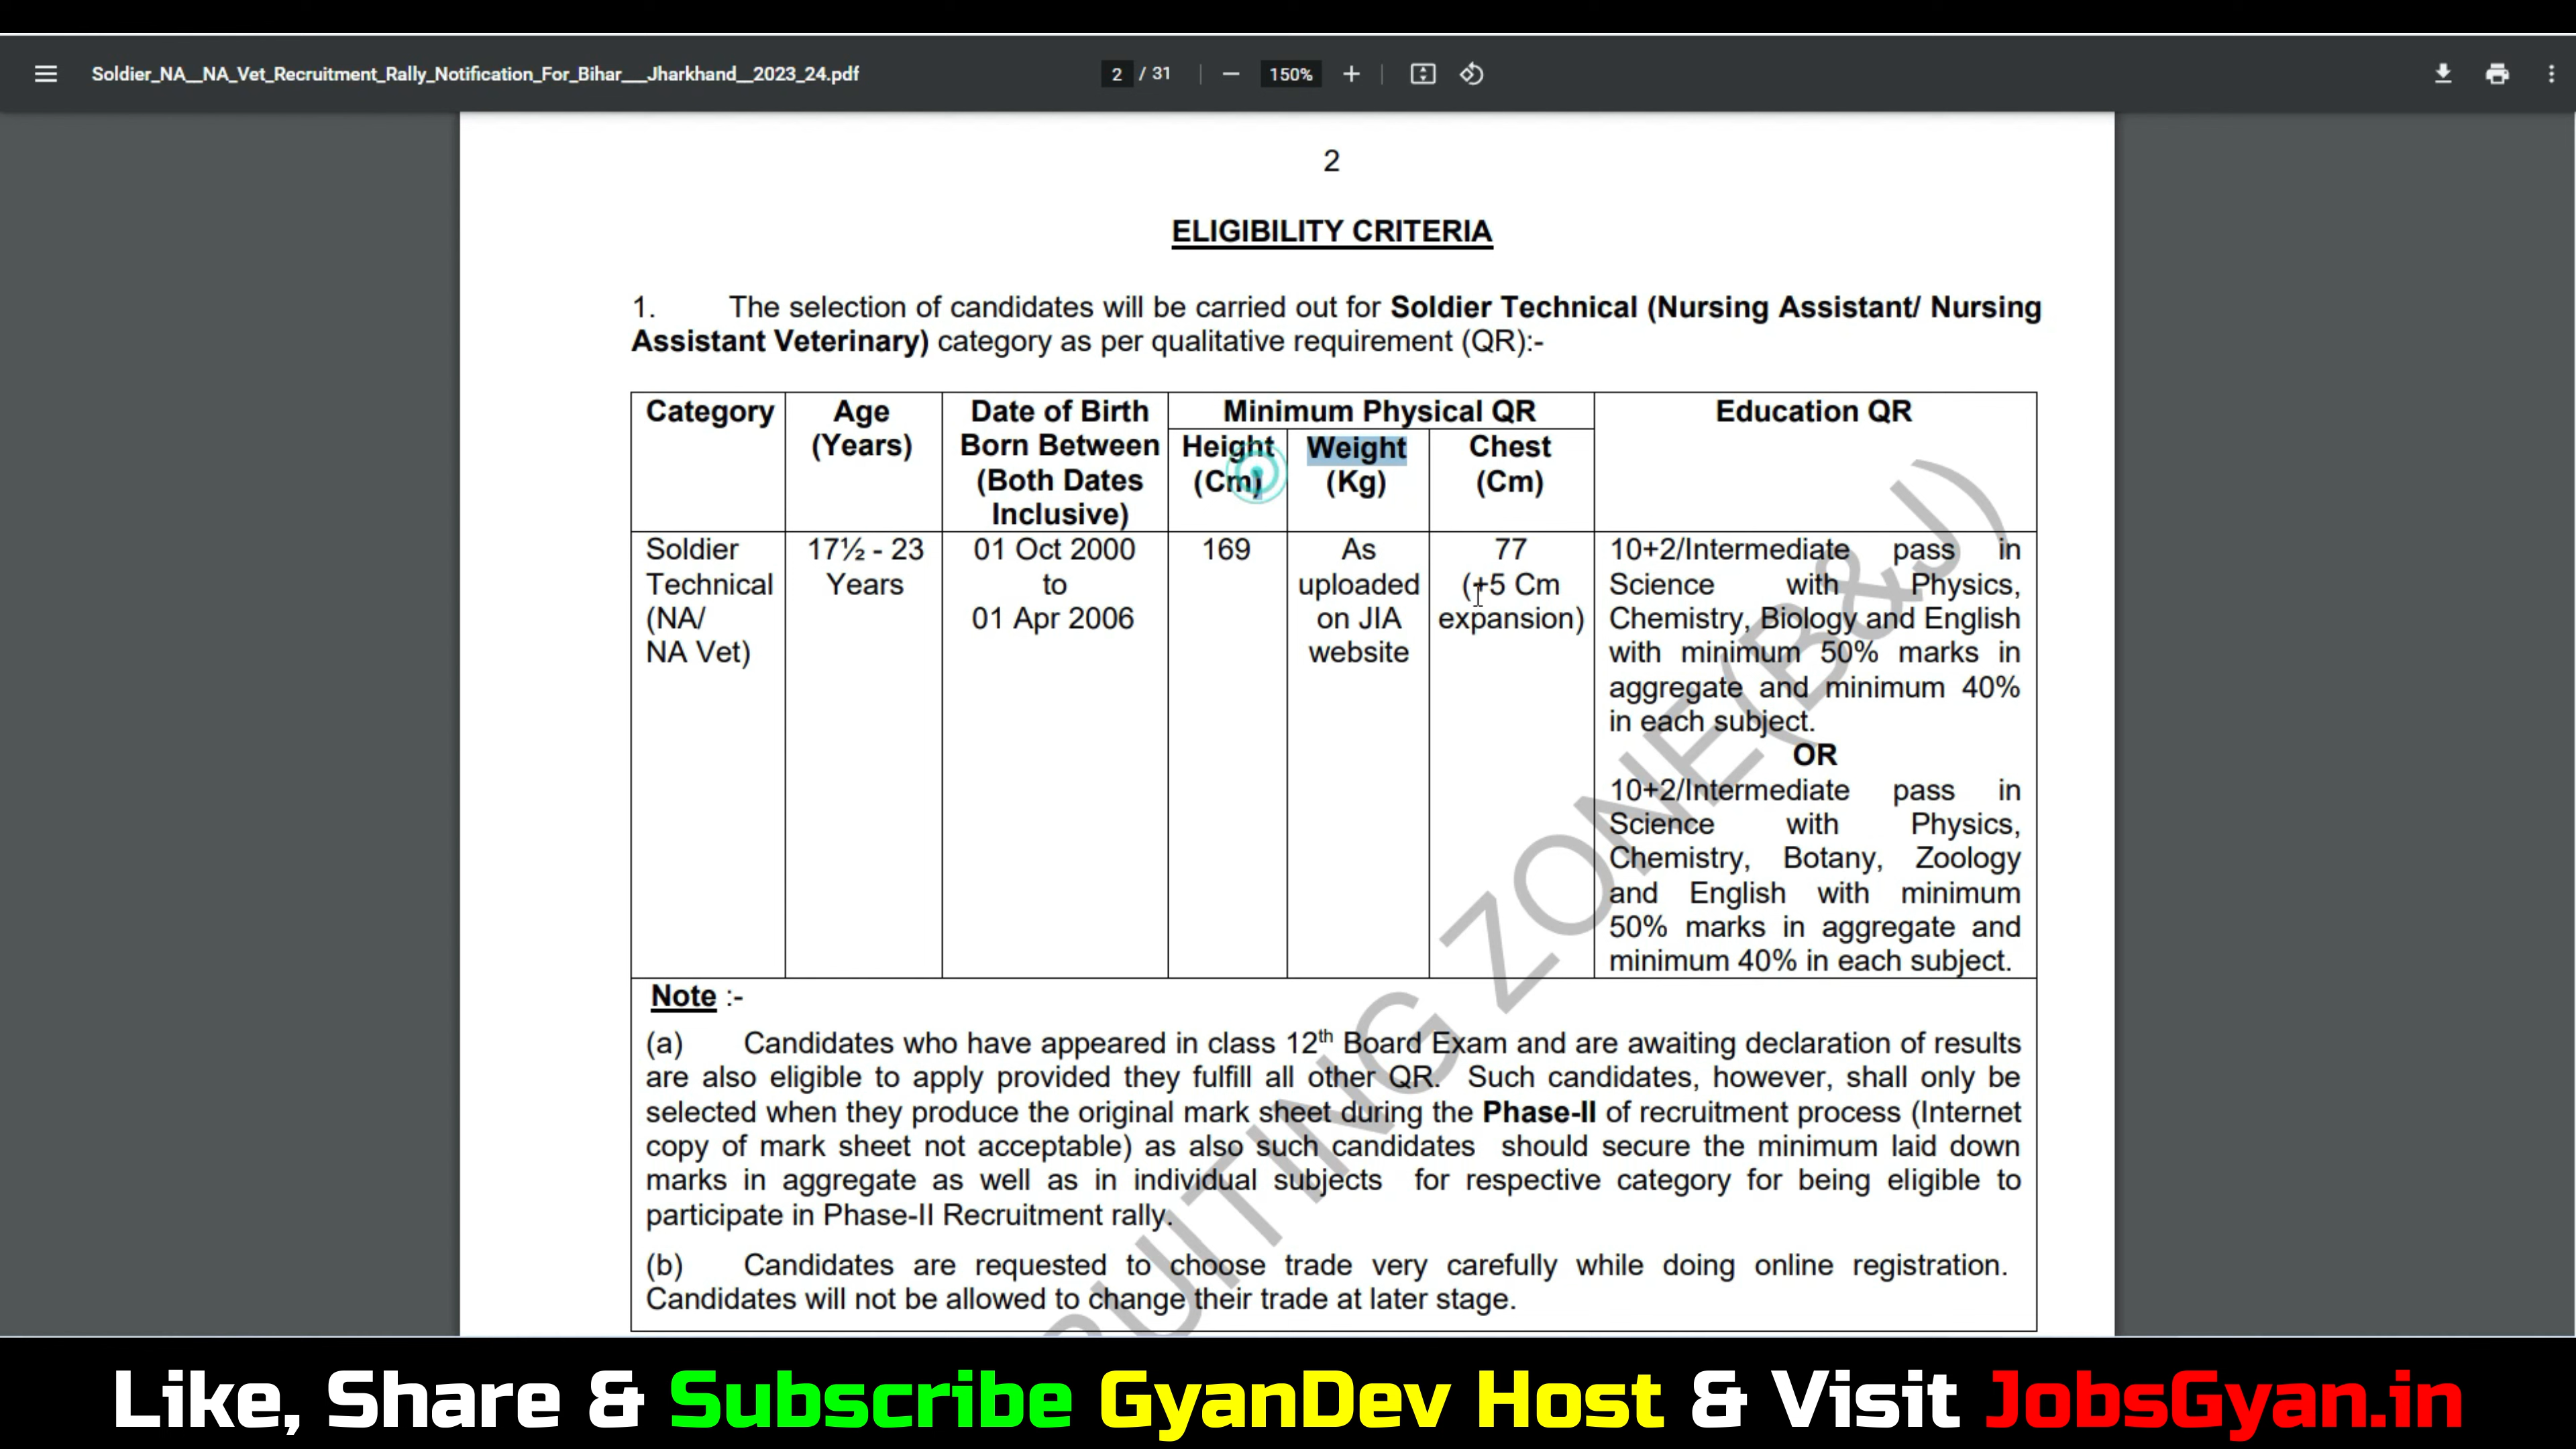 Soldier_NA__NA_Vet_Recruitment_Rally_Notification_For_Bihar___Jharkhand__2023_24.pdf
2 / 31
150%
2
ELIGIBILITY CRITERIA
1. The selection of candidates will be carried out for Soldier Technical (Nursing Assistant/ Nursing
Assistant Veterinary) category as per qualitative requirement (QR):-
Category
Age
(Years)
Date of Birth
Born Between
(Both Dates
Inclusive)
Minimum Physical QR
Height
(Cm)
Weight
(Kg)
Chest
(Cm)
Education QR
Soldier
Technical
(NA/
NA Vet)
17½ - 23
Years
01 Oct 2000
to
01 Apr 2006
169
As
uploaded
on JIA
website
77
(+5 Cm
expansion)
10+2/Intermediate pass in
Science with Physics,
Chemistry, Biology and English
with minimum 50% marks in
aggregate and minimum 40%
in each subject.
OR
10+2/Intermediate pass in
Science with Physics,
Chemistry, Botany, Zoology
and English with minimum
50% marks in aggregate and
minimum 40% in each subject.
Note :-
(a) Candidates who have appeared in class 12th Board Exam and are awaiting declaration of results
are also eligible to apply provided they fulfill all other QR. Such candidates, however, shall only be
selected when they produce the original mark sheet during the Phase-II of recruitment process (Internet
copy of mark sheet not acceptable) as also such candidates should secure the minimum laid down
marks in aggregate as well as in individual subjects for respective category for being eligible to
participate in Phase-II Recruitment rally.
(b) Candidates are requested to choose trade very carefully while doing online registration.
Candidates will not be allowed to change their trade at later stage.
RUITING ZONE(B&J)
Like, Share & Subscribe GyanDev Host & Visit JobsGyan.in